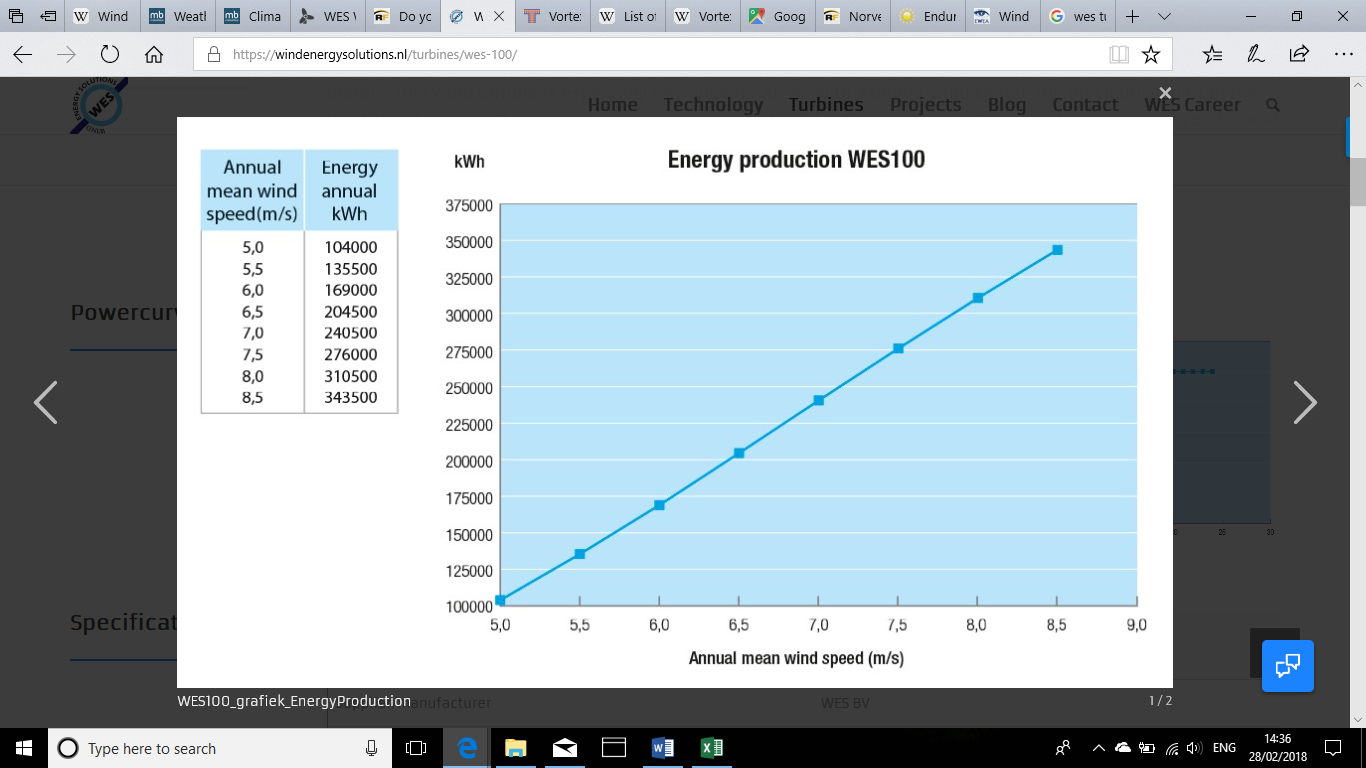 Wind
Weatl
Clima
WES \
Do yc
W
Vorte:
List of
Vorte:
Goog
Norve
Endur
Wind
wes tu
https://windenergysolutions.nl/turbines/wes-100/
WES
Home Technology Turbines Projects Blog Contact WES Career
Annual mean wind speed(m/s)
Energy annual kWh
5,0 104000
5,5 135500
6,0 169000
6,5 204500
7,0 240500
7,5 276000
8,0 310500
8,5 343500
kWh
Energy production WES100
375000
350000
325000
300000
275000
250000
225000
200000
175000
150000
125000
100000
5,0 5,5 6,0 6,5 7,0 7,5 8,0 8,5 9,0
Annual mean wind speed (m/s)
Powercur
Specificat
30
WES100_grafiek_EnergyProduction
anufacturer
WES BV
1 / 2
Type here to search
ENG
14:36
28/02/2018